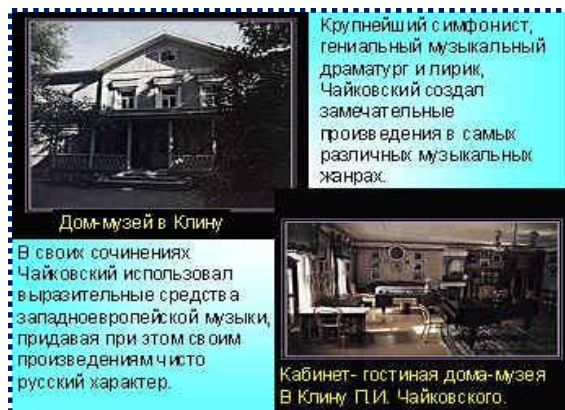 Крупнейший симфонист,
гениальный музыкальный
драматург и лирик,
Чайковский создал
замечательные
произведения в самых
различных музыкальных
жанрах.
Дом-музей в Клину
В своих сочинениях
Чайковский использовал
выразительные средства
западноевропейской музыки,
придавая при этом своим
произведениям чисто
русский характер.
Кабинет- гостиная дома-музея
В Клину П.И. Чайковского.